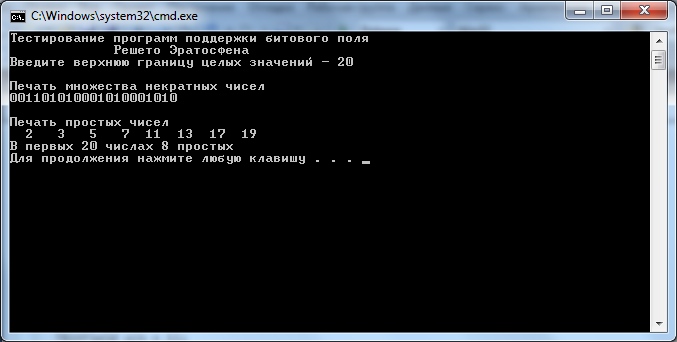 C:\Windows\system32\cmd.exe
Тестирование программ поддержки битового поля
Решето Эратосфена
Введите верхнюю границу целых значений - 20
Печать множества некратных чисел
001101010001010001010
Печать простых чисел
2 3 5 7 11 13 17 19
В первых 20 числах 8 простых
Для продолжения нажмите любую клавишу . . . _